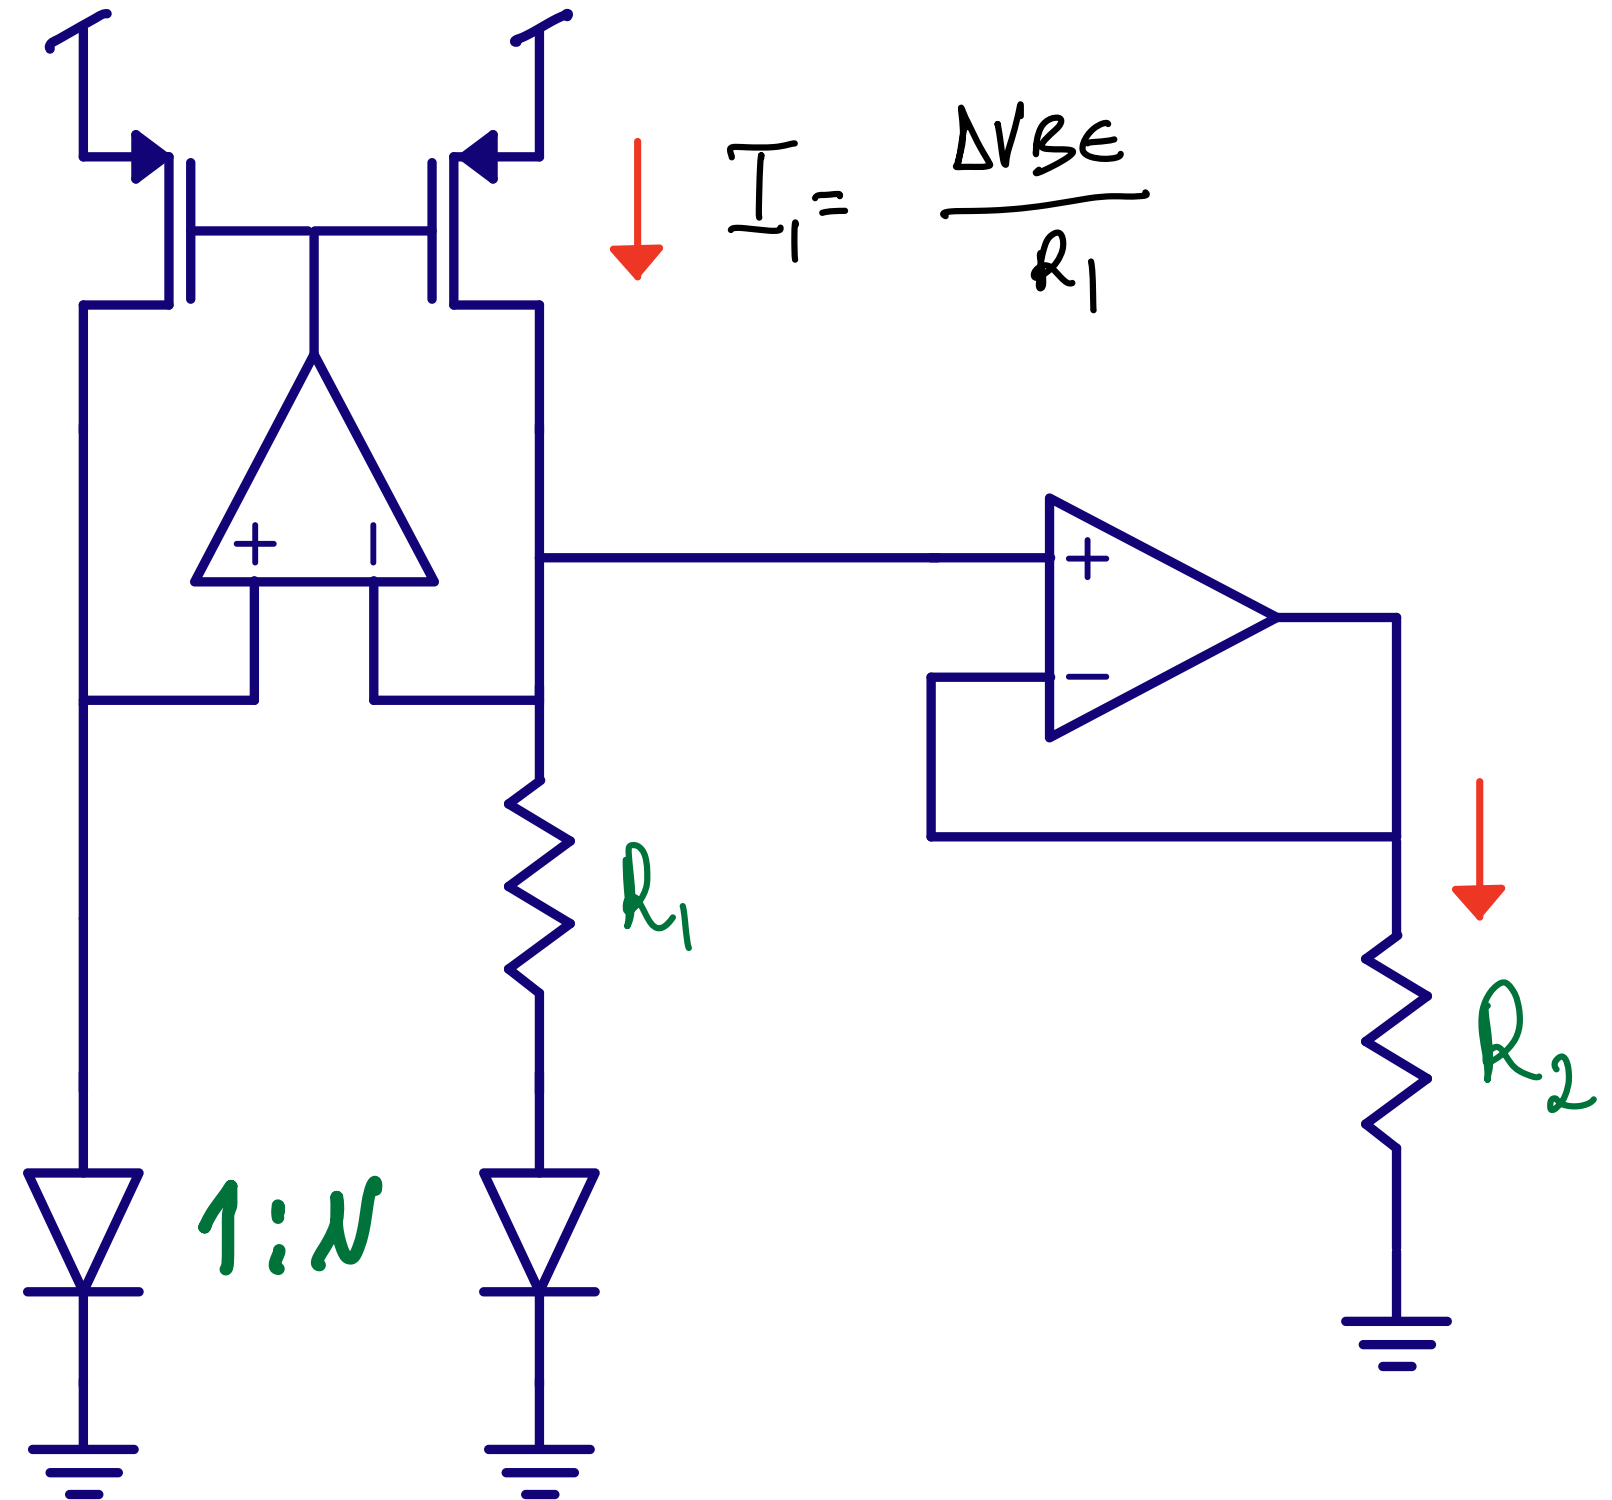 I₁ = ΔVBE / R₁
+ −
+
−
R₁
R₂
1 : N